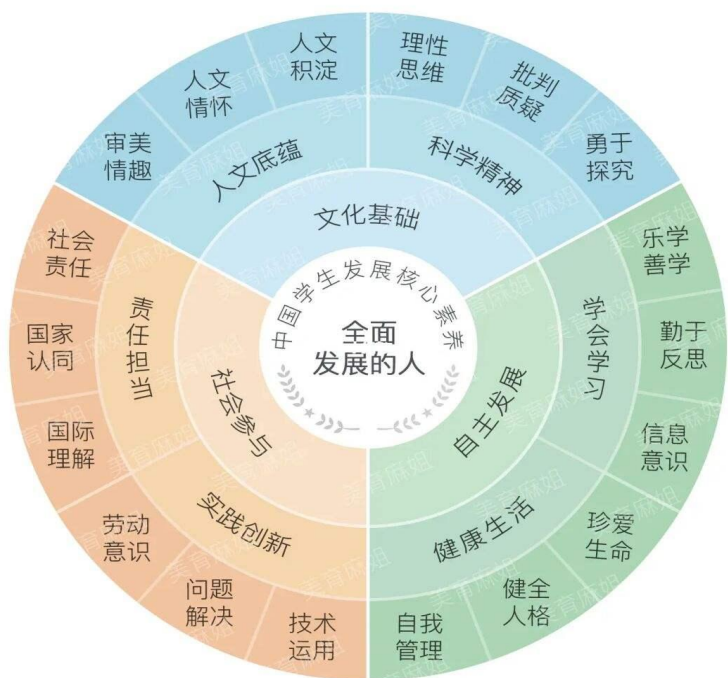 中国学生发展核心素养
全面
发展的人
文化基础
人文底蕴
人文
积淀
人文
情怀
审美
情趣
科学精神
理性
思维
批判
质疑
勇于
探究
自主发展
学会学习
乐学
善学
勤于
反思
信息
意识
健康生活
珍爱
生命
健全
人格
自我
管理
社会参与
责任担当
社会
责任
国家
认同
国际
理解
实践创新
劳动
意识
问题
解决
技术
运用
美育麻姐